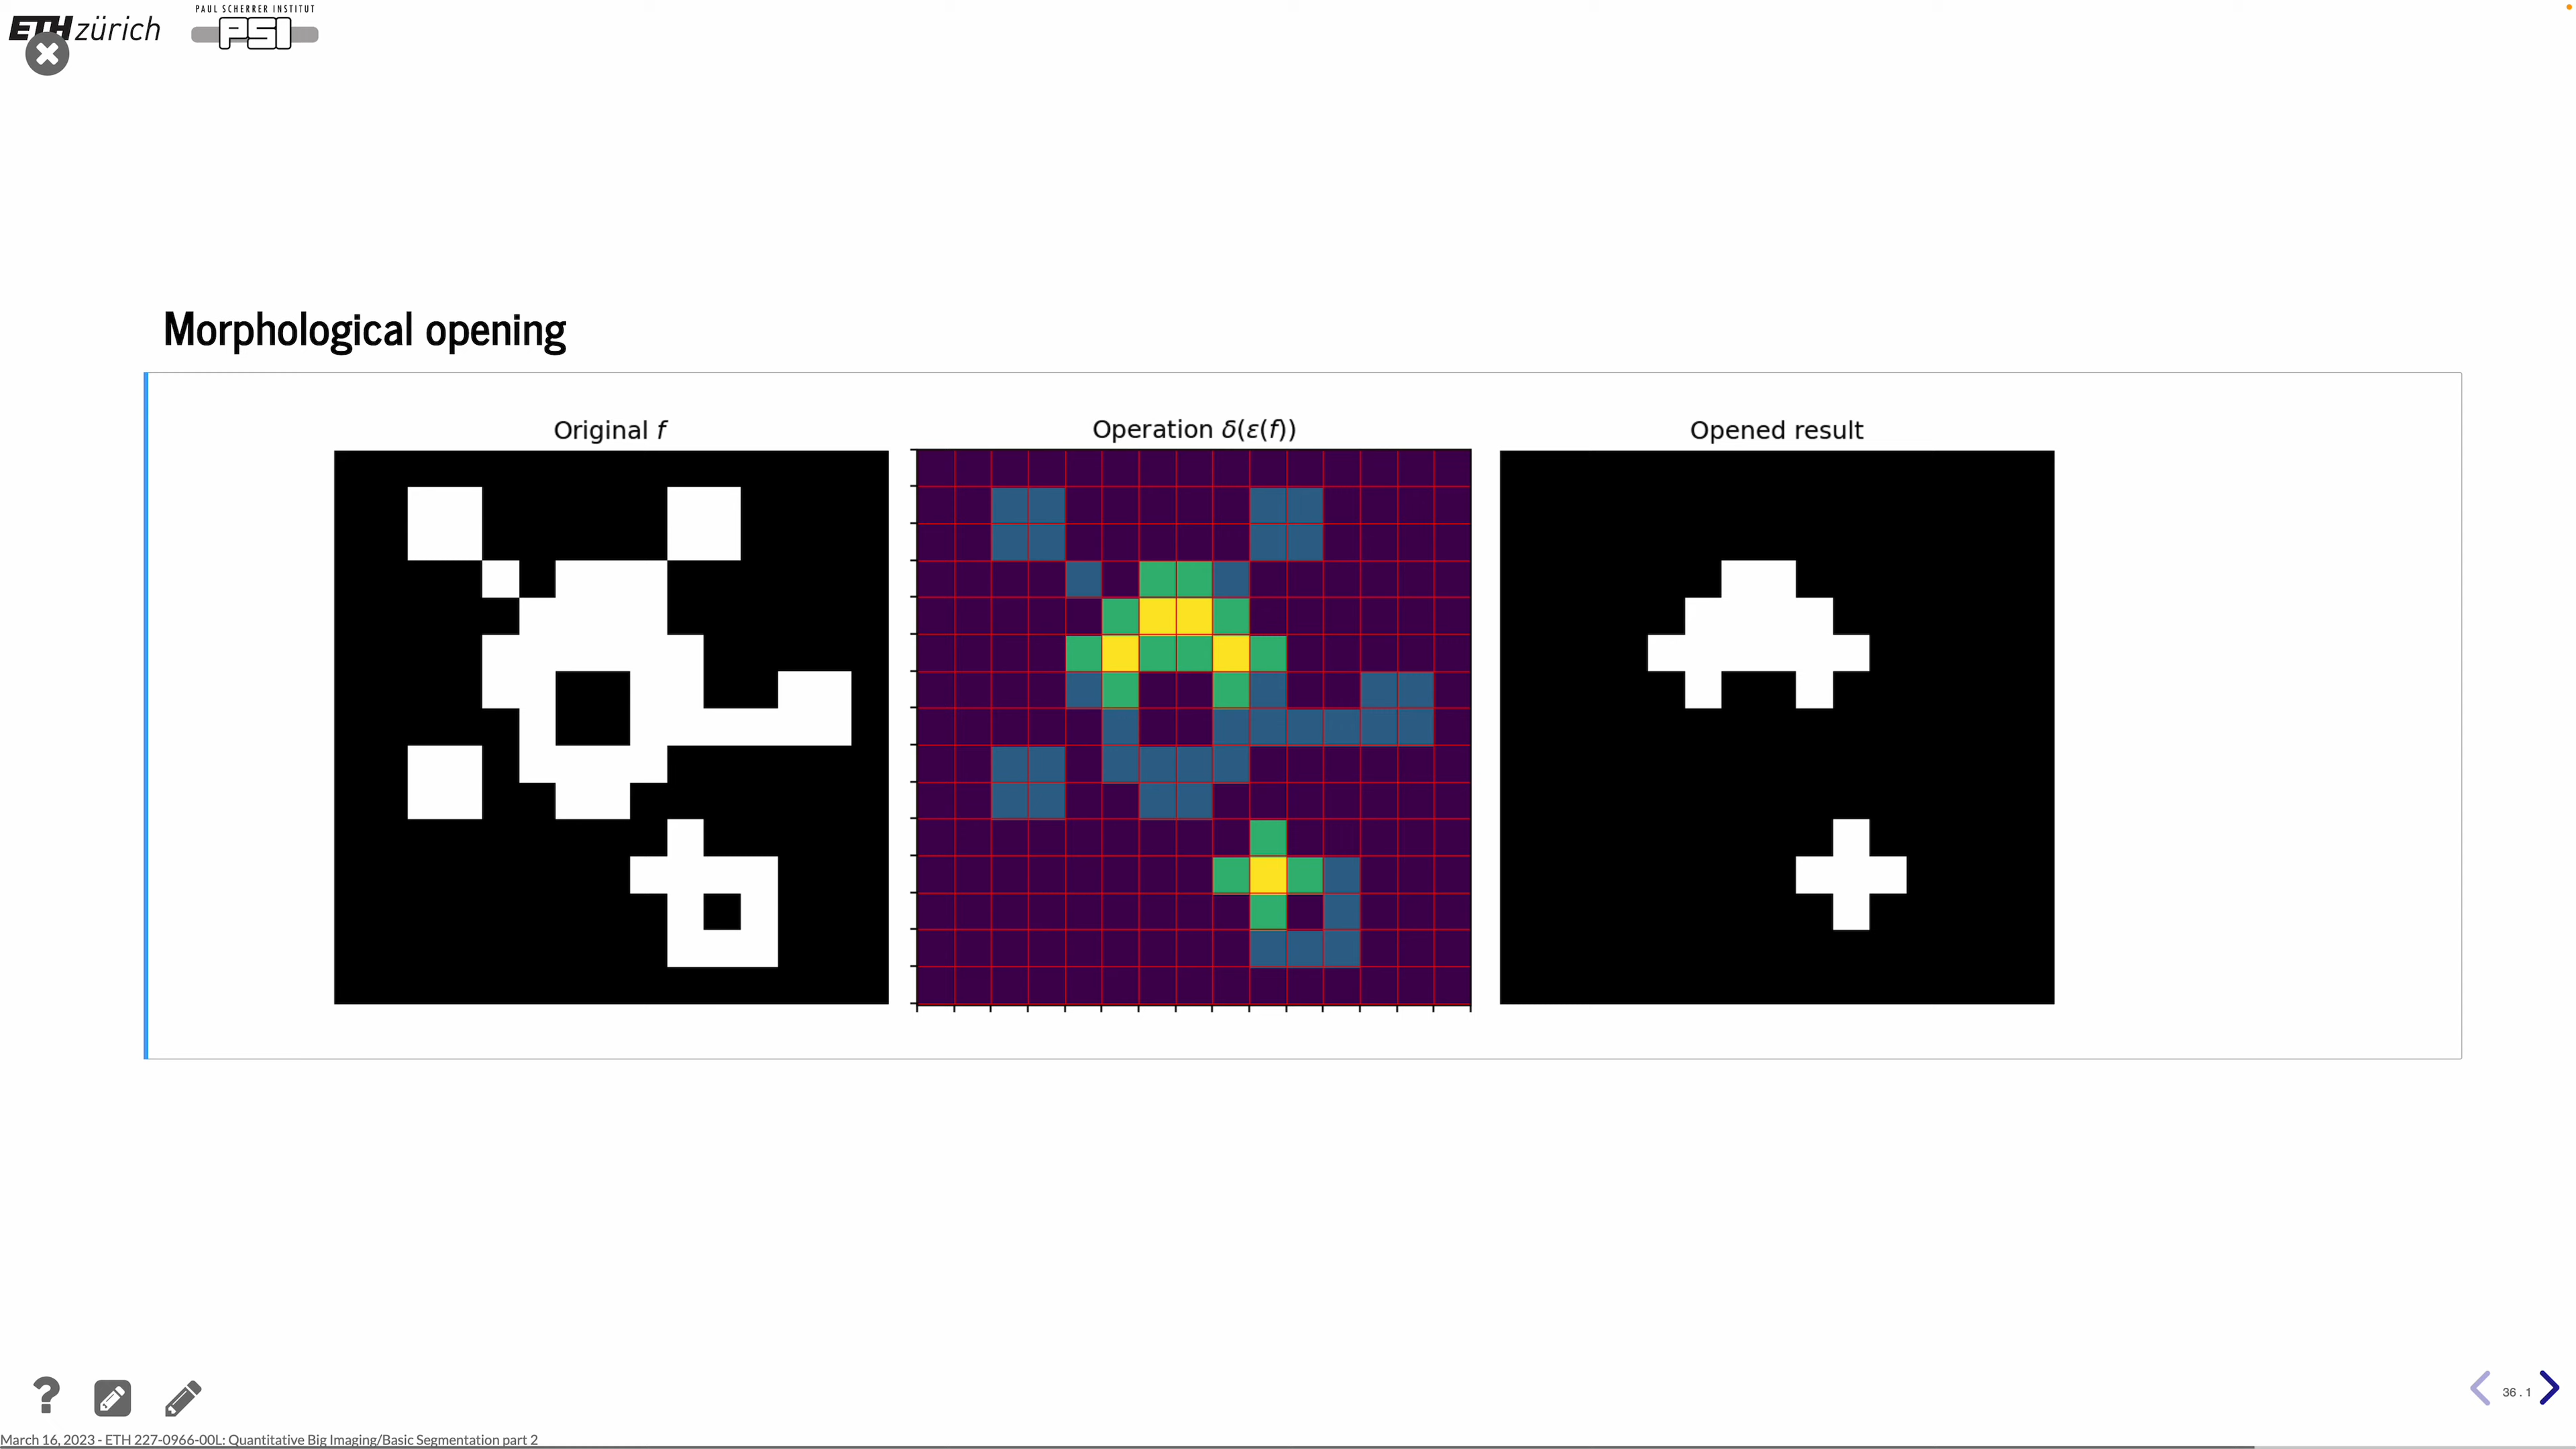 PAUL SCHERRER INSTITUT
ETH zürich
PSI
Morphological opening
Original f
Operation δ(ε(f))
Opened result
?
36 . 1
March 16, 2023 - ETH 227-0966-00L: Quantitative Big Imaging/Basic Segmentation part 2